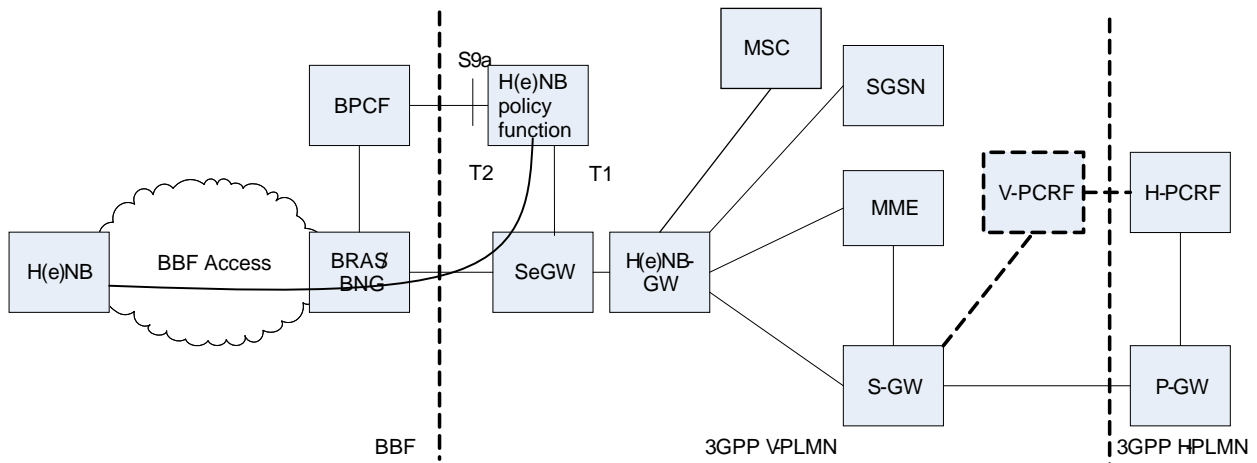 MSC
S9a
H(e)NB
policy
function
SGSN
BPCF
T2
T1
V-PCRF
H-PCRF
MME
H(e)NB
BBF Access
BRAS/
BNG
SeGW
H(e)NB-
GW
S-GW
P-GW
BBF
3GPP V-PLMN
3GPP H-PLMN